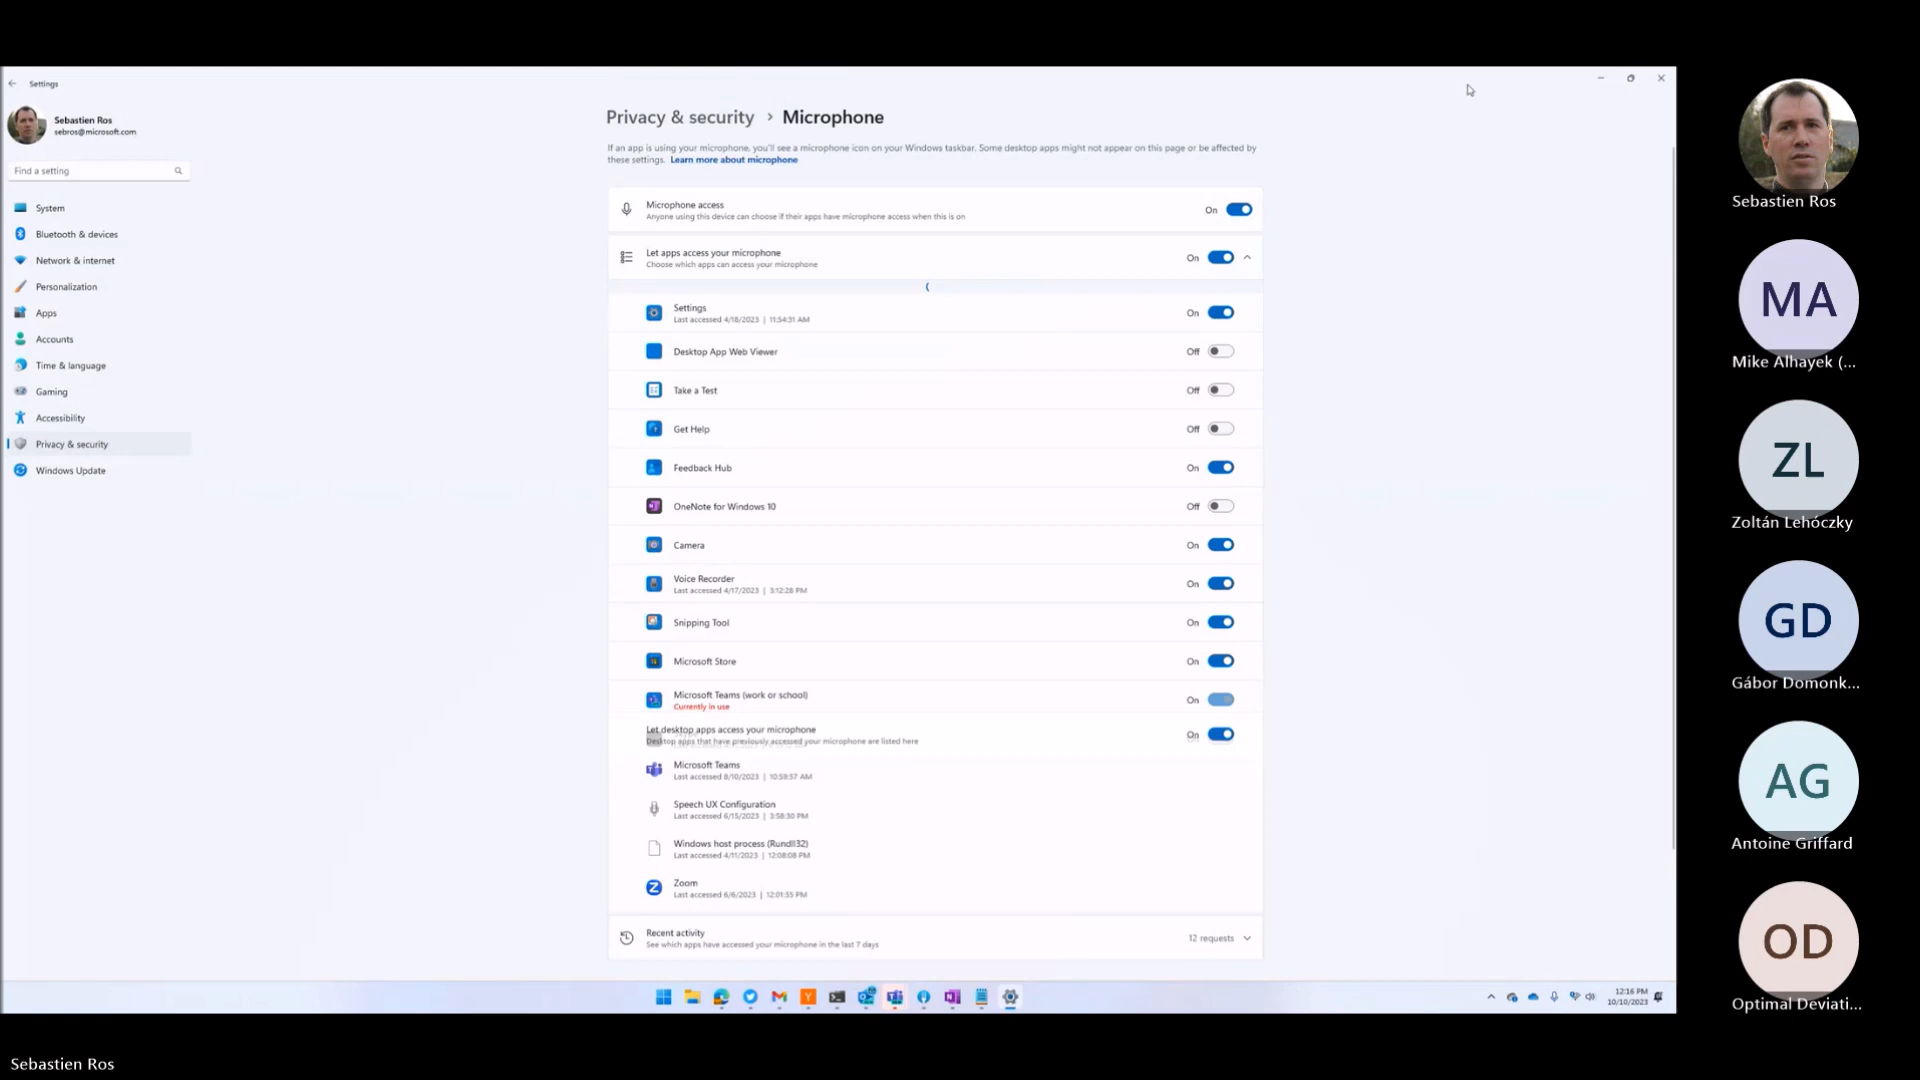 Settings
Sebastien Ros
sebros@microsoft.com
Find a setting
System
Bluetooth & devices
Network & internet
Personalization
Apps
Accounts
Time & language
Gaming
Accessibility
Privacy & security
Windows Update
Privacy & security › Microphone
If an app is using your microphone, you'll see a microphone icon on your Windows taskbar. Some desktop apps might not appear on this page or be affected by
these settings. Learn more about microphone
Microphone access
Anyone using this device can choose if their apps have microphone access when this is on
On
Let apps access your microphone
Choose which apps can access your microphone
On
Settings
Last accessed 4/18/2023 | 11:54:31 AM
On
Desktop App Web Viewer
Off
Take a Test
Off
Get Help
Off
Feedback Hub
On
OneNote for Windows 10
Off
Camera
On
Voice Recorder
Last accessed 4/17/2023 | 3:12:28 PM
On
Snipping Tool
On
Microsoft Store
On
Microsoft Teams (work or school)
Currently in use
On
Let desktop apps access your microphone
Desktop apps that have previously accessed your microphone are listed here
On
Microsoft Teams
Last accessed 8/10/2023 | 10:59:57 AM
Speech UX Configuration
Last accessed 6/15/2023 | 3:58:30 PM
Windows host process (Rundll32)
Last accessed 4/11/2023 | 12:08:08 PM
Zoom
Last accessed 6/6/2023 | 12:01:35 PM
Recent activity
See which apps have accessed your microphone in the last 7 days
12 requests
12:16 PM
10/10/2023
Sebastien Ros
MA
Mike Alhayek (...
ZL
Zoltán Lehóczky
GD
Gábor Domonk...
AG
Antoine Griffard
OD
Optimal Deviati...
Sebastien Ros